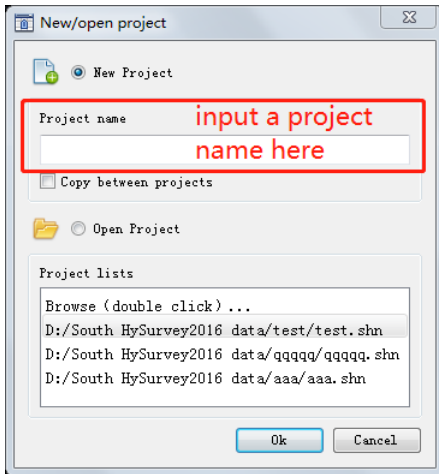 New/open project
New Project
Project name
input a project
name here
Copy between projects
Open Project
Project lists
Browse (double click)...
D:/South HySurvey2016 data/test/test.shn
D:/South HySurvey2016 data/qqqqq/qqqqq.shn
D:/South HySurvey2016 data/aaa/aaa.shn
Ok
Cancel